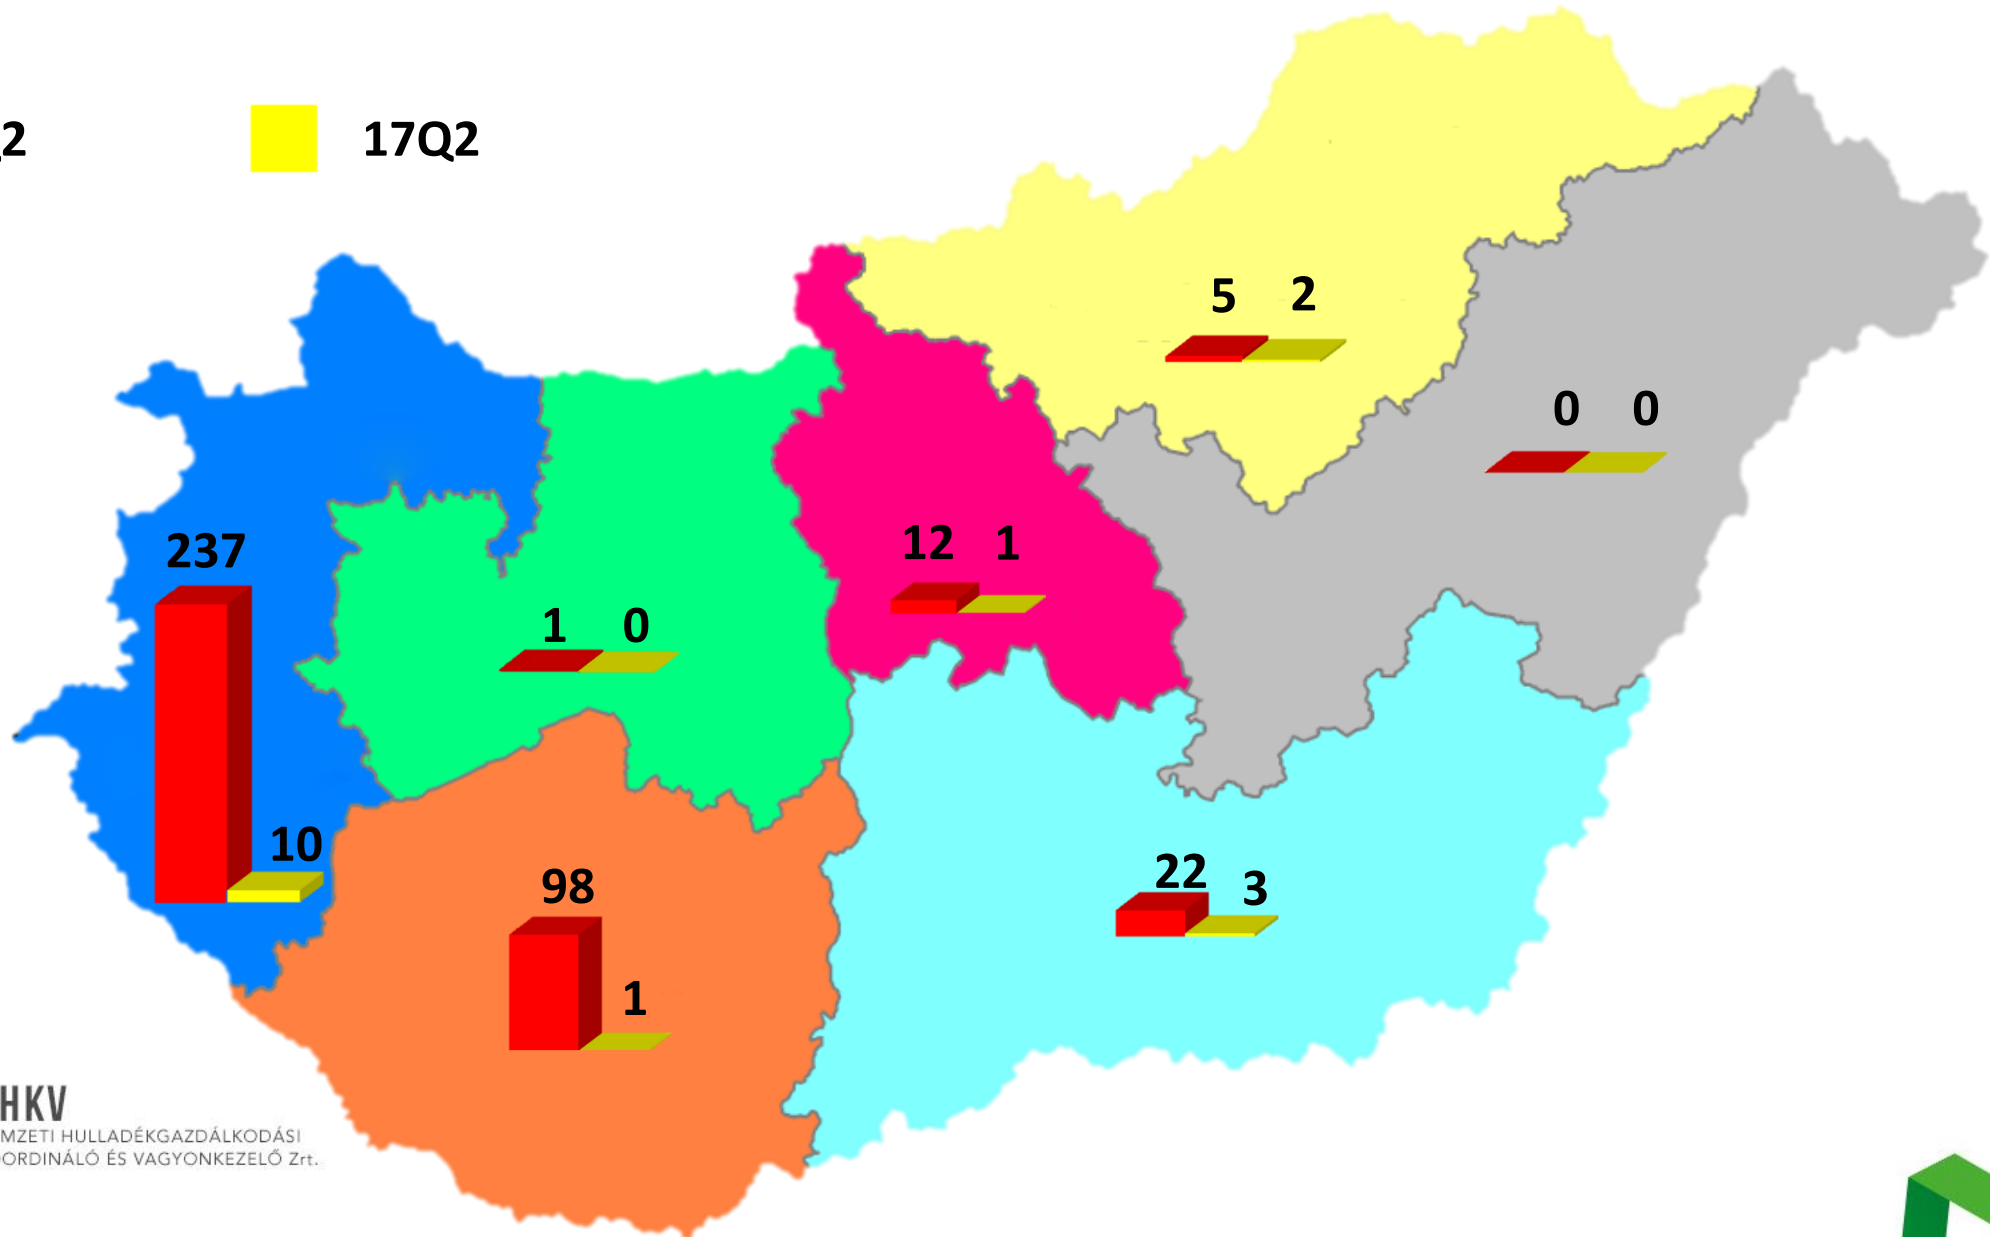 2
17Q2
5 2
0 0
237
12 1
1 0
10
98
22 3
1
HKV
MZETI HULLADÉKGAZDÁLKODÁSI
ORDINÁLÓ ÉS VAGYONKEZELŐ Zrt.